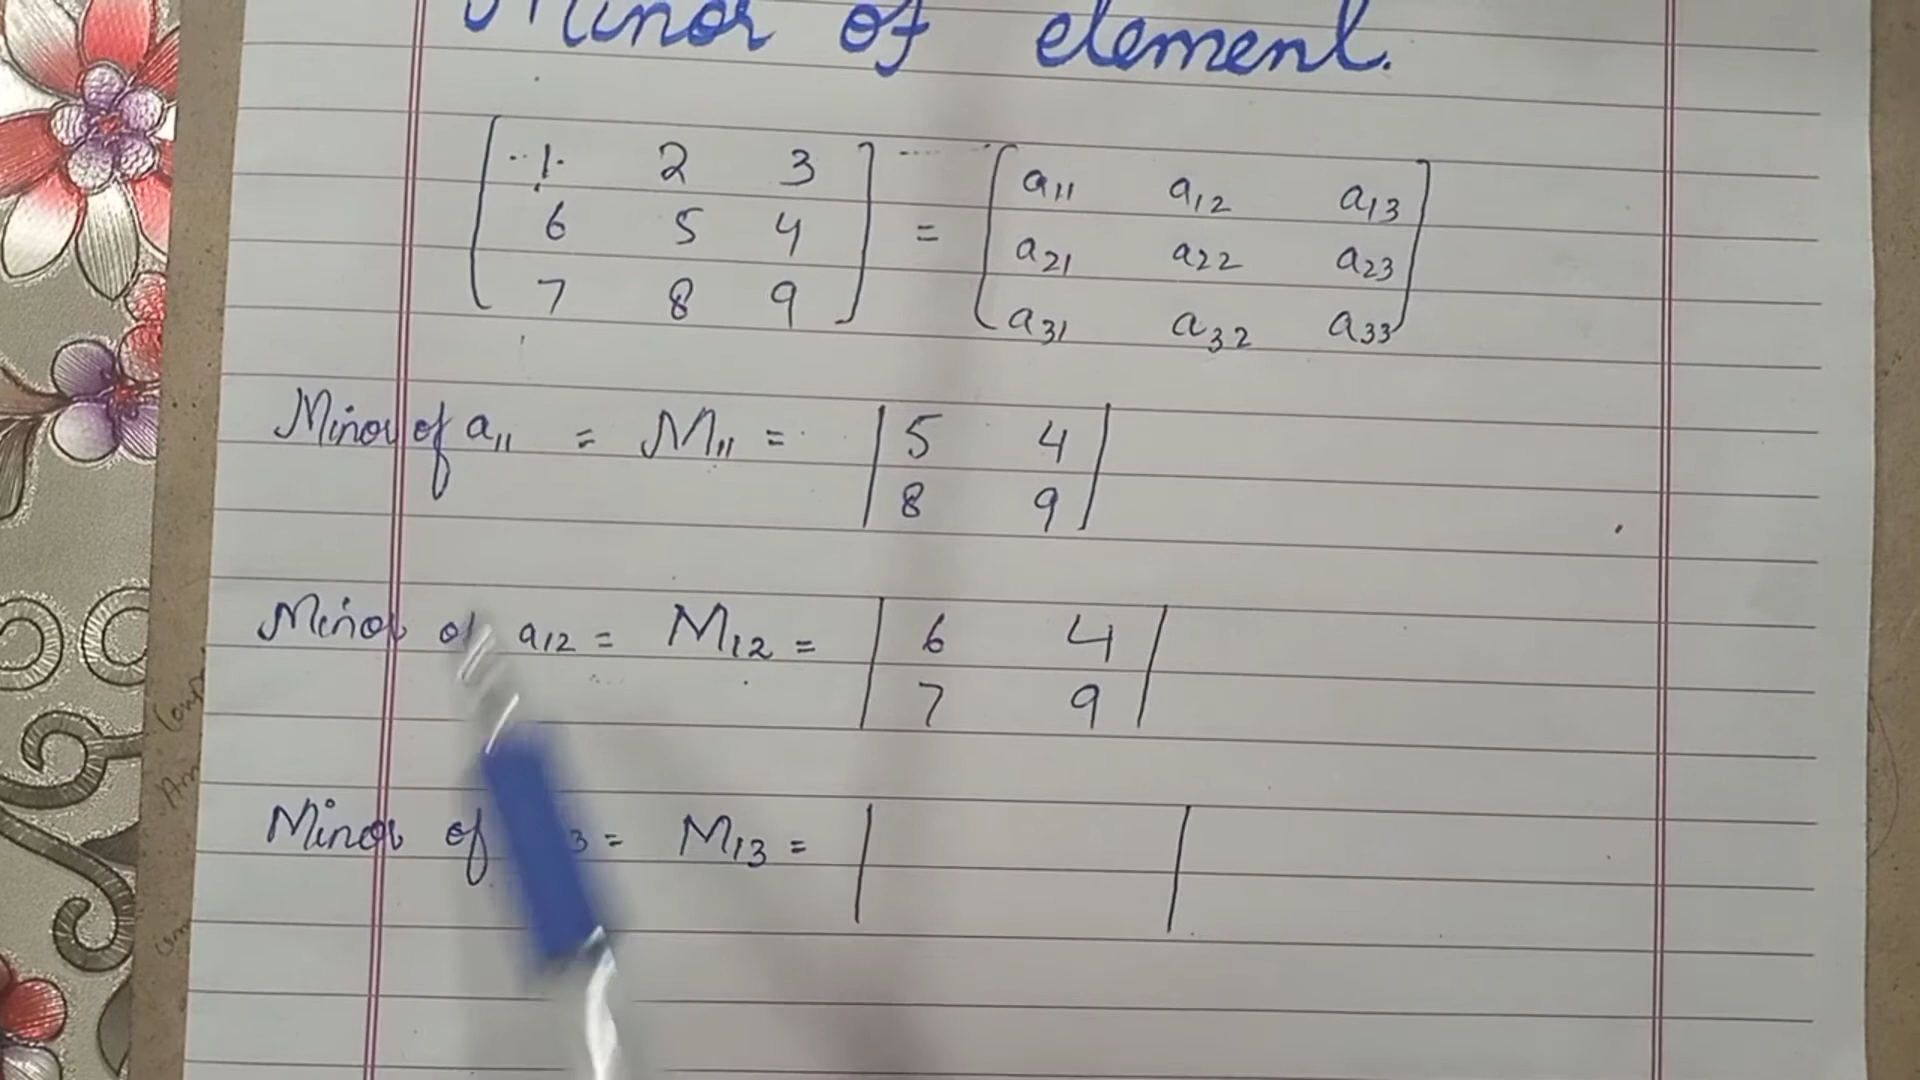 Minor of element.
1 2 3 a11 a12 a13
6 5 4 = a21 a22 a23
7 8 9 a31 a32 a33
Minor of a11 = M11 = 5 4
8 9
Minor of a12 = M12 = 6 4
7 9
Minor of 3 = M13 =